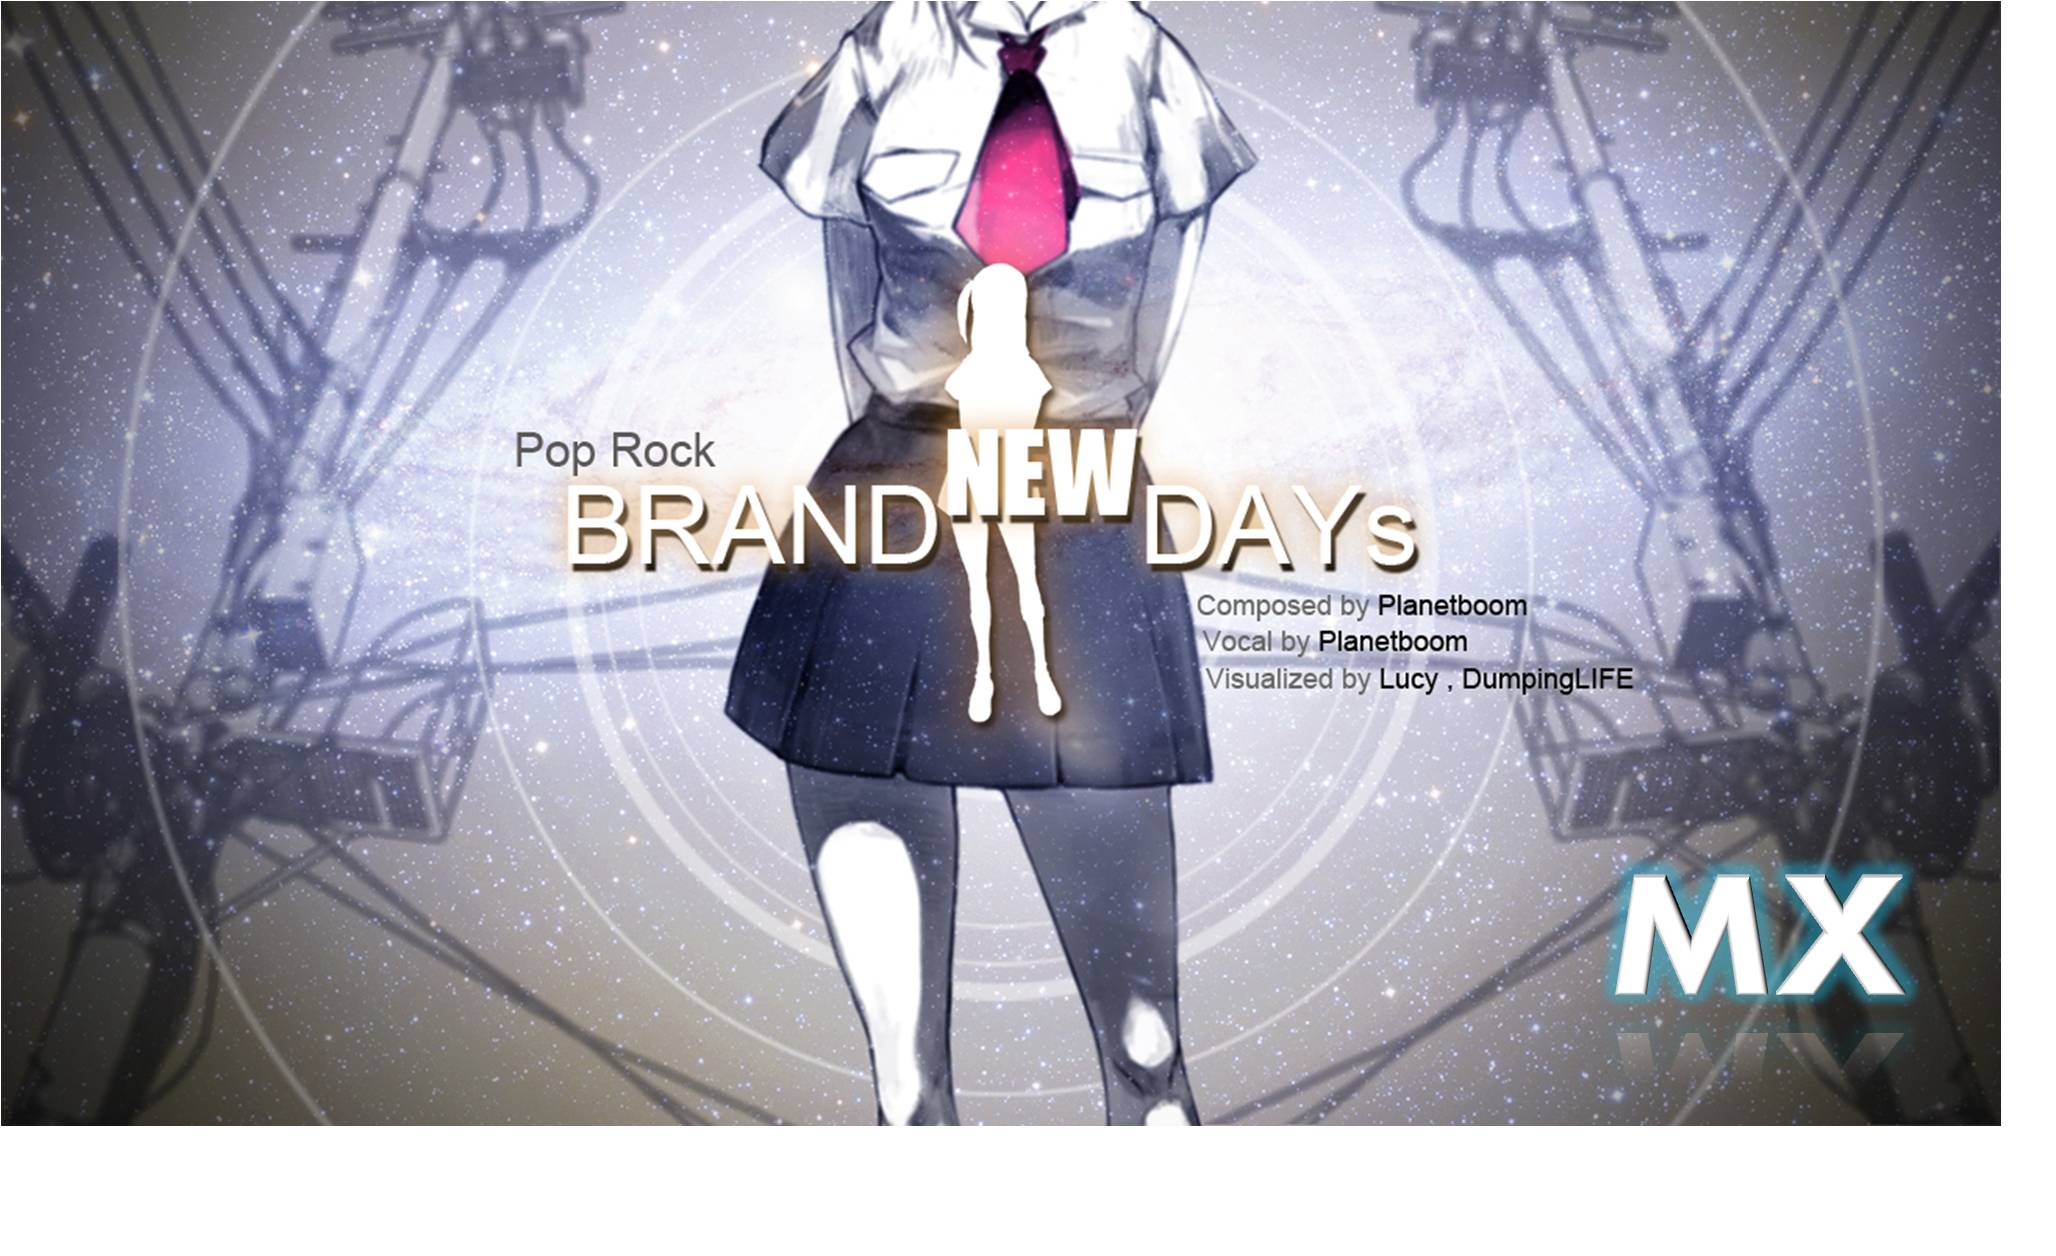 Pop Rock
BRAND NEW DAYs
Composed by Planetboom
Vocal by Planetboom
Visualized by Lucy , DumpingLIFE
MX